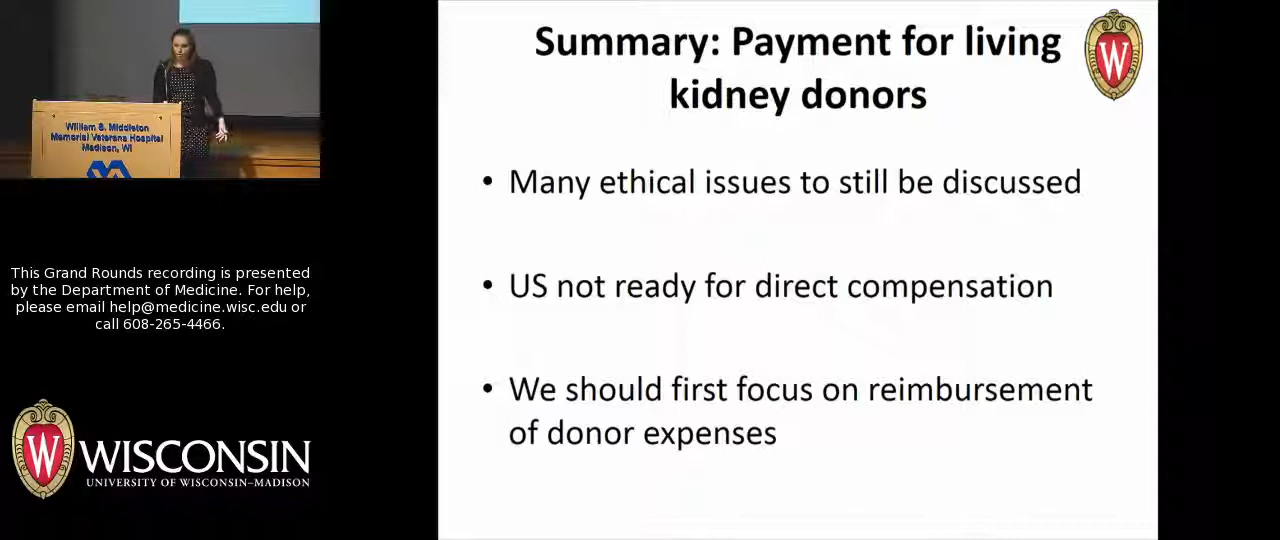 William S. Middleton
Memorial Veterans Hospital
Madison, WI
This Grand Rounds recording is presented
by the Department of Medicine. For help,
please email help@medicine.wisc.edu or
call 608-265-4466.
W
WISCONSIN
UNIVERSITY OF WISCONSIN–MADISON
Summary: Payment for living
kidney donors
W
• Many ethical issues to still be discussed
• US not ready for direct compensation
• We should first focus on reimbursement
of donor expenses